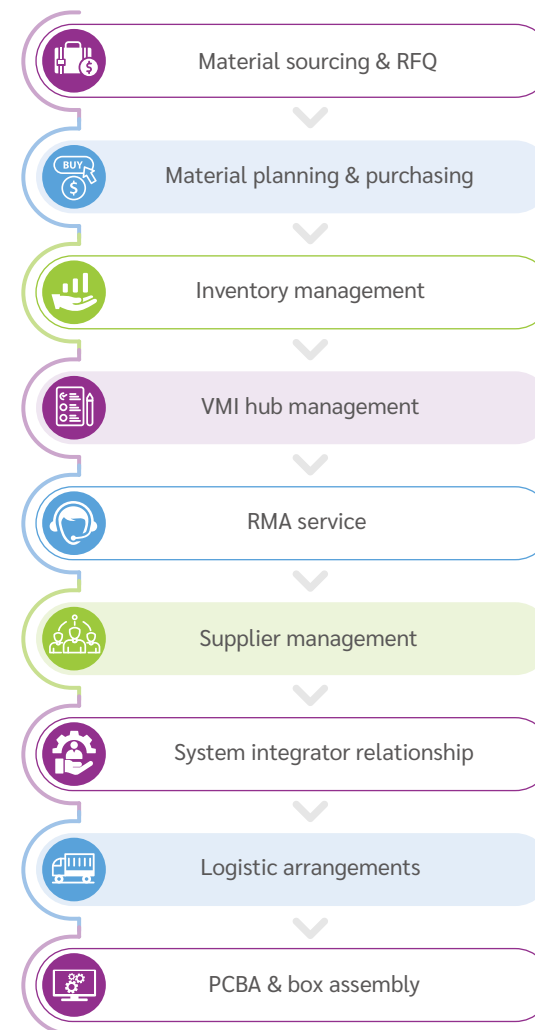 Material sourcing & RFQ
BUY
Material planning & purchasing
Inventory management
VMI hub management
RMA service
Supplier management
System integrator relationship
Logistic arrangements
PCBA & box assembly